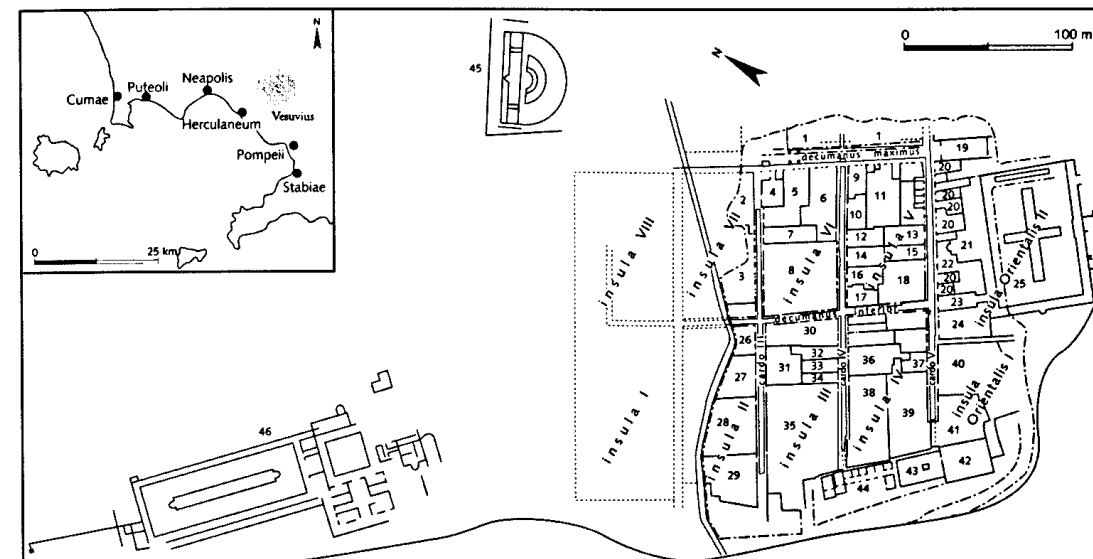 N
Neapolis
Puteoli
Cumae
Vesuvius
Herculaneum
Pompeii
Stabiae
0 25 km
45
N
0 100 m
1 1
decumanus maximus
19
2
4
5
6
9
11
20
20
20
20
10
7
12
13
21
14
15
22
3
8
16
18
20
20
17
23
25
insula VIII
insula VII
insula VI
insula V
insula Orientalis II
decumanus inferior
26
30
24
27
31
32
33
34
36
37
40
cardo III
cardo IV
cardo V
38
39
28
35
41
29
43
42
44
insula I
insula II
insula III
insula IV
insula Orientalis I
46